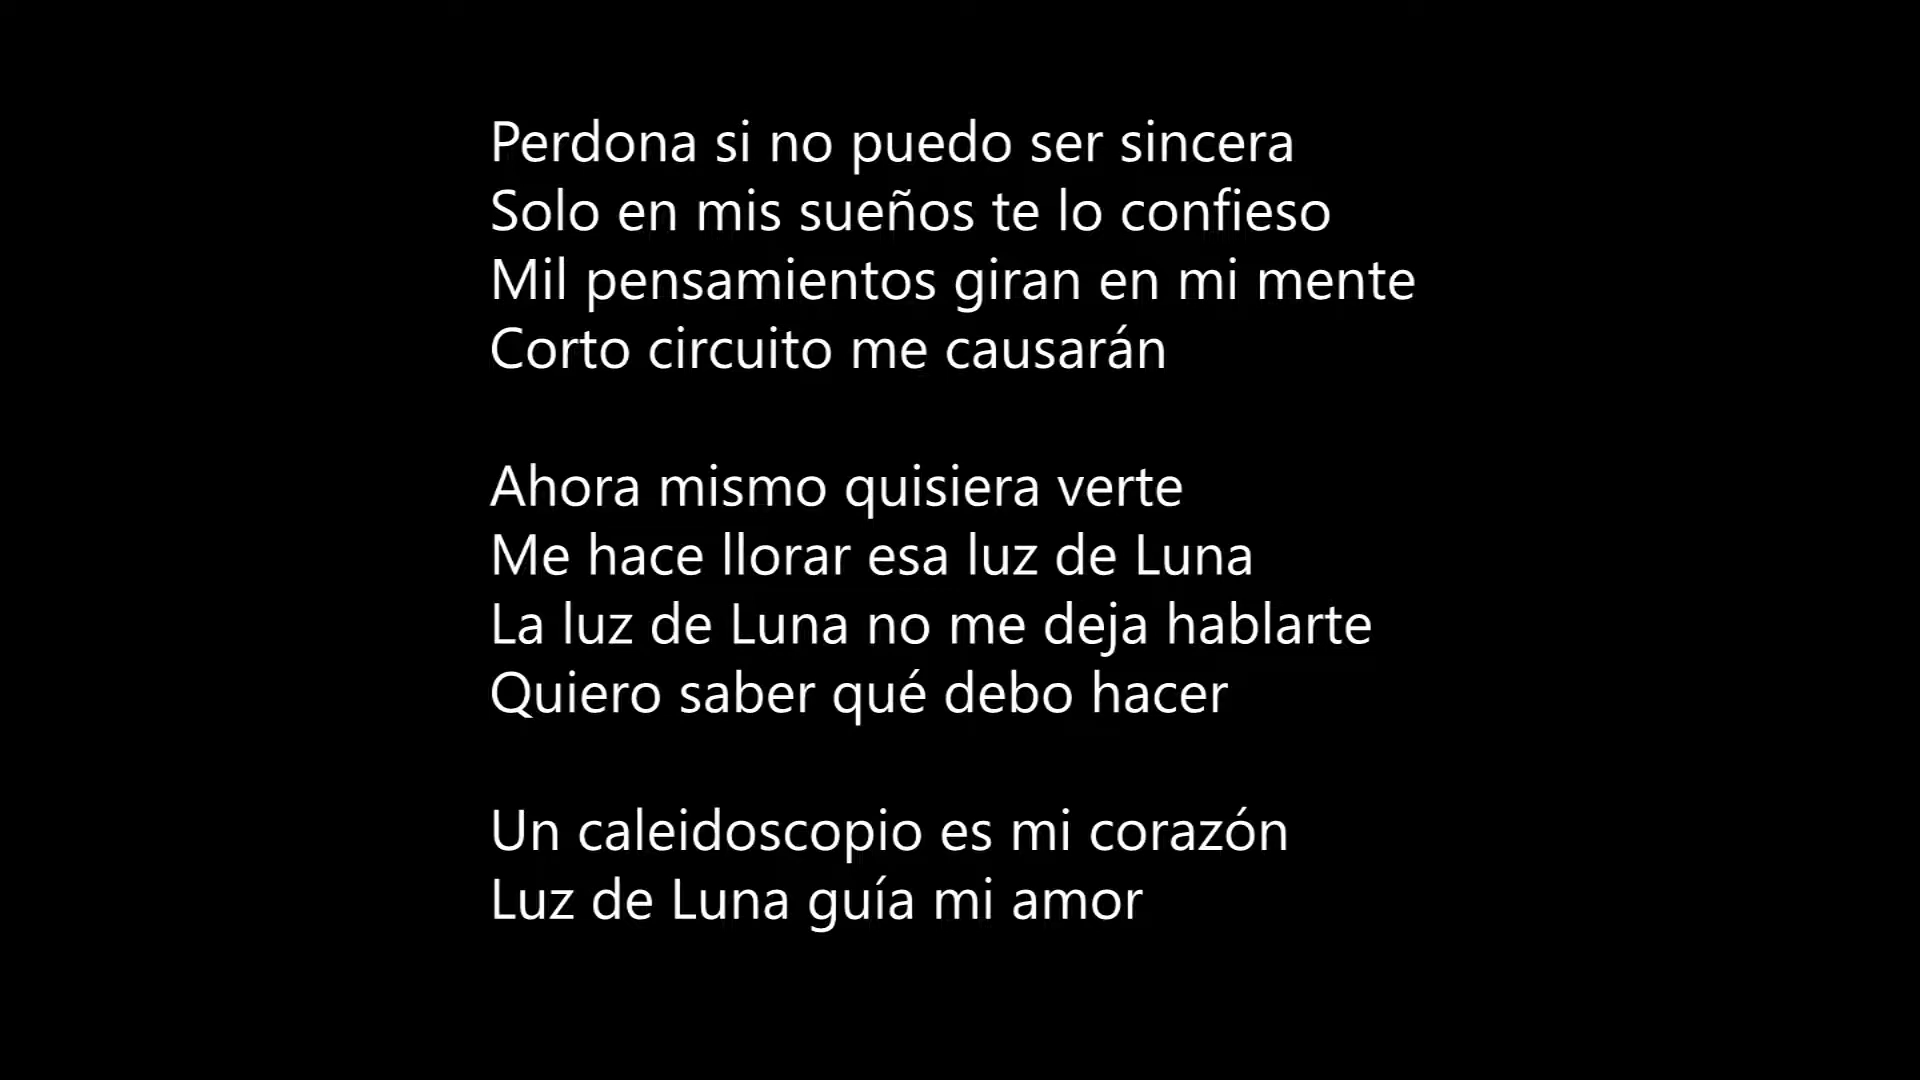 Perdona si no puedo ser sincera
Solo en mis sueños te lo confieso
Mil pensamientos giran en mi mente
Corto circuito me causarán
Ahora mismo quisiera verte
Me hace llorar esa luz de Luna
La luz de Luna no me deja hablarte
Quiero saber qué debo hacer
Un caleidoscopio es mi corazón
Luz de Luna guía mi amor